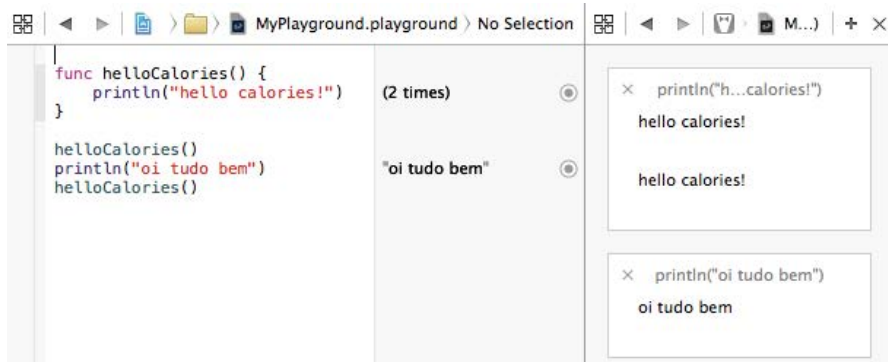 MyPlayground.playground 〉 No Selection
M...)
func helloCalories() {
    println("hello calories!")
}
helloCalories()
println("oi tudo bem")
helloCalories()
(2 times)
"oi tudo bem"
println("h...calories!")
hello calories!
hello calories!
println("oi tudo bem")
oi tudo bem